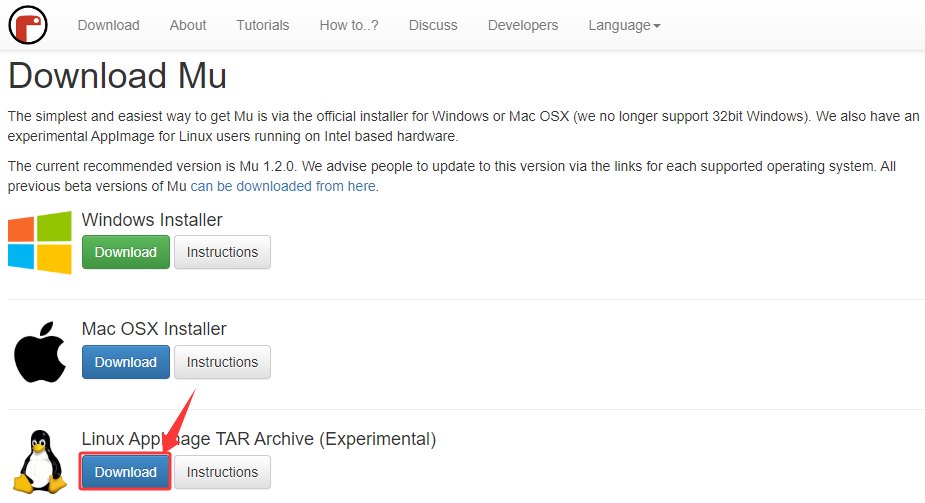 Download About Tutorials How to..? Discuss Developers Language
Download Mu
The simplest and easiest way to get Mu is via the official installer for Windows or Mac OSX (we no longer support 32bit Windows). We also have an
experimental AppImage for Linux users running on Intel based hardware.
The current recommended version is Mu 1.2.0. We advise people to update to this version via the links for each supported operating system. All
previous beta versions of Mu can be downloaded from here.
Windows Installer
Download Instructions
Mac OSX Installer
Download Instructions
Linux AppImage TAR Archive (Experimental)
Download Instructions